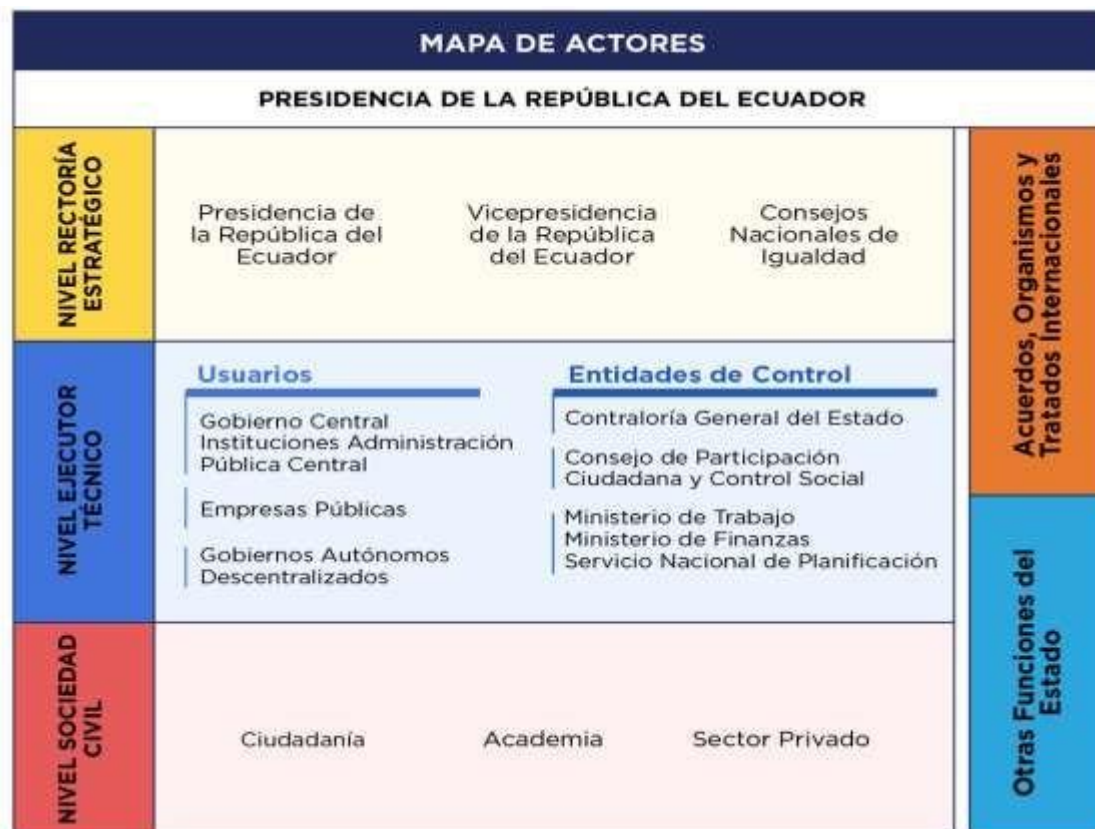 MAPA DE ACTORES
PRESIDENCIA DE LA REPÚBLICA DEL ECUADOR
NIVEL RECTORÍA
ESTRATÉGICO
Presidencia de
la República del
Ecuador
Vicepresidencia
de la República
del Ecuador
Consejos
Nacionales de
Igualdad
NIVEL EJECUTOR
TÉCNICO
Usuarios
Gobierno Central
Instituciones Administración
Pública Central
Empresas Públicas
Gobiernos Autónomos
Descentralizados
Entidades de Control
Contraloría General del Estado
Consejo de Participación
Ciudadana y Control Social
Ministerio de Trabajo
Ministerio de Finanzas
Servicio Nacional de Planificación
NIVEL SOCIEDAD
CIVIL
Ciudadanía
Academia
Sector Privado
Acuerdos, Organismos y
Tratados Internacionales
Otras Funciones del
Estado